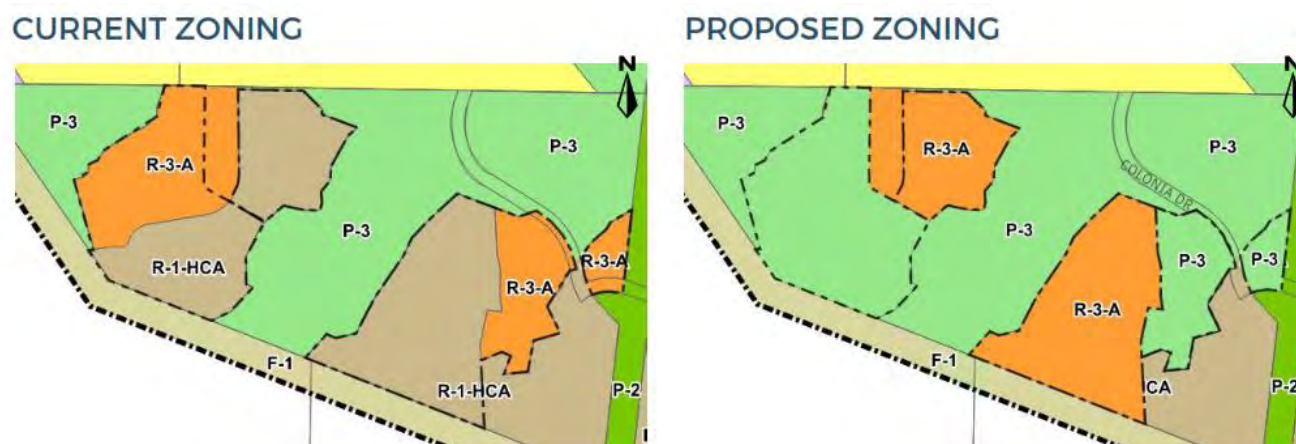 CURRENT ZONING
N
P-3
R-3-A
P-3
P-3
R-1-HCA
R-3-A
R-3-A
F-1
R-1-HCA
P-2
PROPOSED ZONING
N
P-3
R-3-A
P-3
COLONIA DR
P-3
P-3
P-3
R-3-A
F-1
CA
P-2